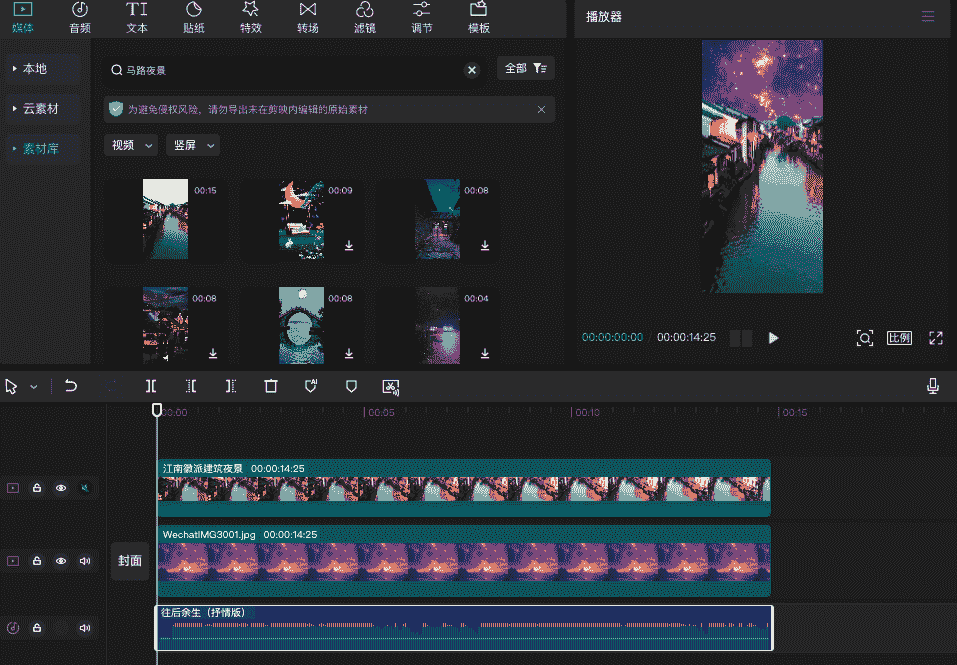 媒体 音频 文本 贴纸 特效 转场 滤镜 调节 模板
播放器
本地
云素材
素材库
马路夜景
全部
为避免侵权风险，请勿导出未在剪映内编辑的原始素材
视频 竖屏
00:15 00:09 00:08
00:08 00:08 00:04
00:00:00:00 / 00:00:14:25
比例
00:00 00:05 00:10 00:15
江南徽派建筑夜景 00:00:14:25
封面
WechatIMG3001.jpg 00:00:14:25
往后余生（抒情版）